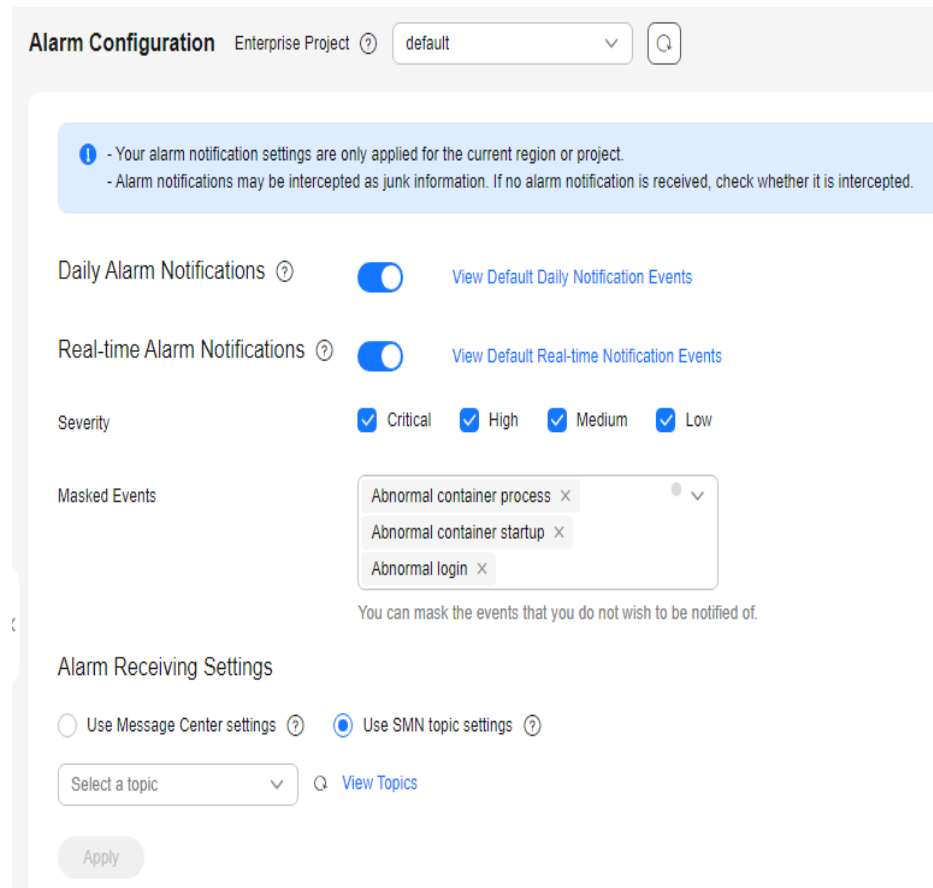 Alarm Configuration Enterprise Project ? default
- Your alarm notification settings are only applied for the current region or project.
- Alarm notifications may be intercepted as junk information. If no alarm notification is received, check whether it is intercepted.
Daily Alarm Notifications ? View Default Daily Notification Events
Real-time Alarm Notifications ? View Default Real-time Notification Events
Severity Critical High Medium Low
Masked Events Abnormal container process ×
Abnormal container startup ×
Abnormal login ×
You can mask the events that you do not wish to be notified of.
Alarm Receiving Settings
Use Message Center settings ? Use SMN topic settings ?
Select a topic View Topics
Apply